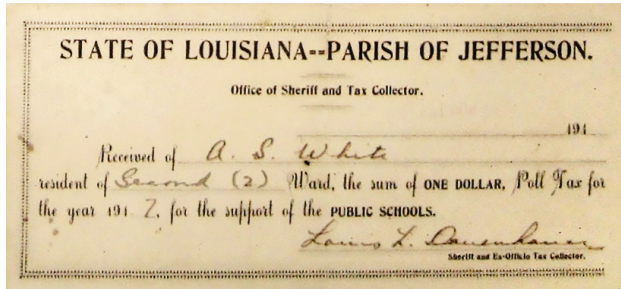 STATE OF LOUISIANA--PARISH OF JEFFERSON.
Office of Sheriff and Tax Collector.
191
Received of A. S. White
resident of Second (2) Ward, the sum of ONE DOLLAR, Poll Tax for
the year 1917, for the support of the PUBLIC SCHOOLS.
Louis L.
Sheriff and Ex-Officio Tax Collector.